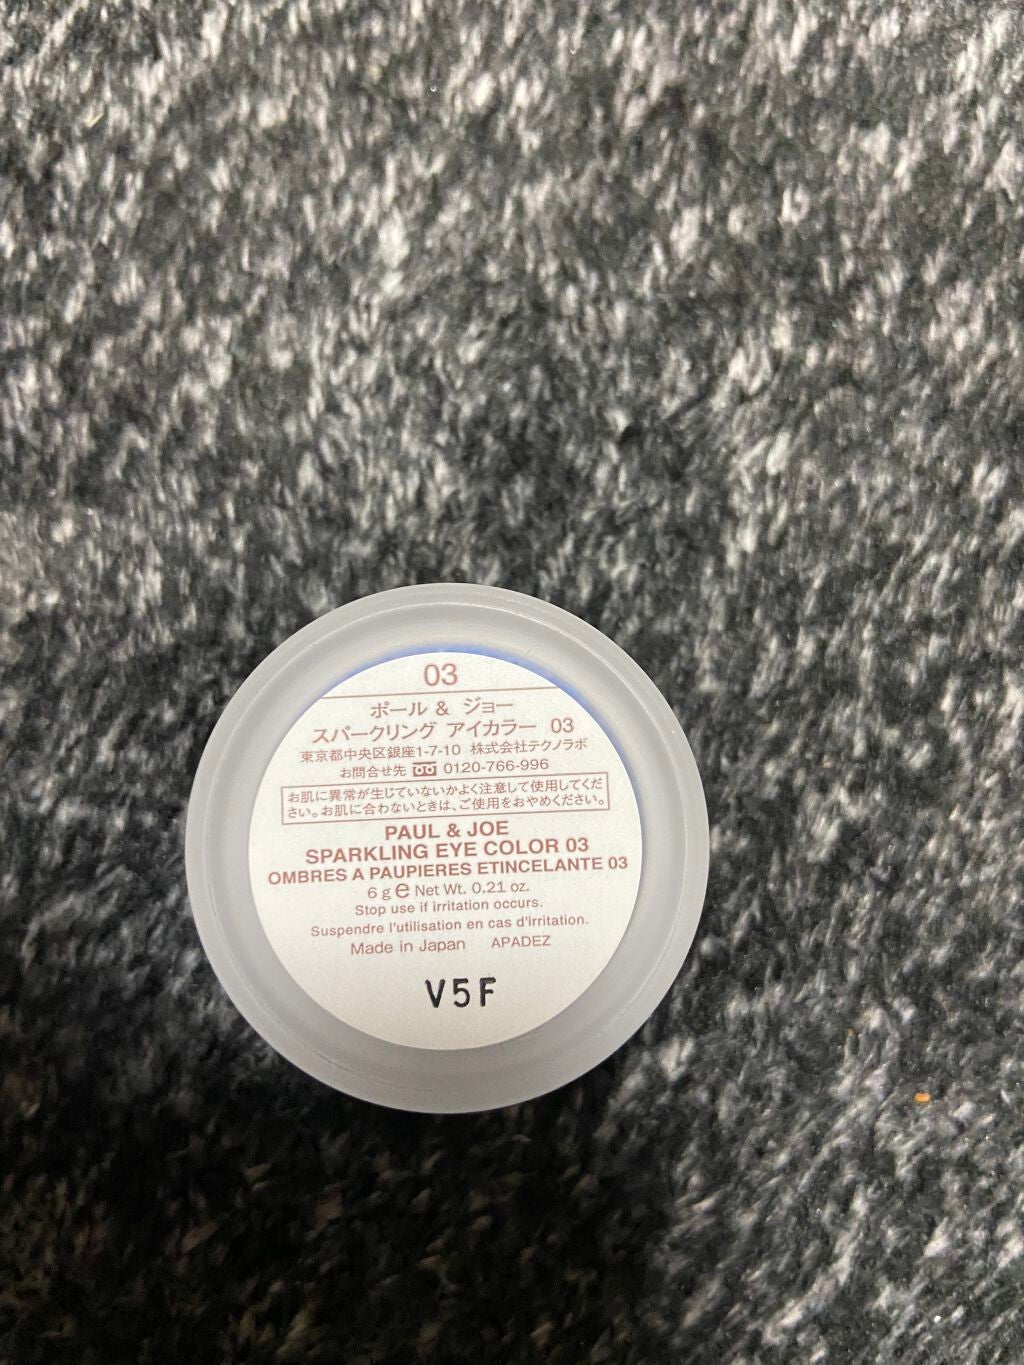 03
ポール & ジョー
スパークリング アイカラー 03
東京都中央区銀座1-7-10 株式会社テクノラボ
お問合せ先 0120-766-996
お肌に異常が生じていないかよく注意して使用してくだ
さい。お肌に合わないときは、ご使用をおやめください。
PAUL & JOE
SPARKLING EYE COLOR 03
OMBRES A PAUPIERES ETINCELANTE 03
6 g e Net Wt. 0.21 oz.
Stop use if irritation occurs.
Suspendre l'utilisation en cas d'irritation.
Made in Japan APADEZ
V5F